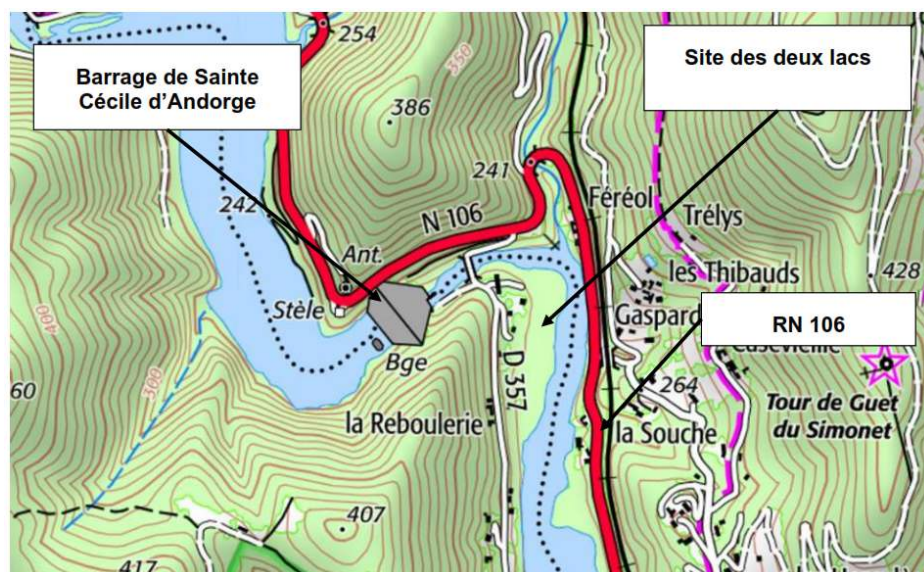 254
Barrage de Sainte
Cécile d’Andorge
Site des deux lacs
350
386
241
Féréol
Trélys
N 106
242
428
les Thibauds
Ant.
Gaspard
RN 106
Stèle
400
Bge
D 357
300
60
264
la Reboulerie
la Souche
Tour de Guet
du Simonet
407
417